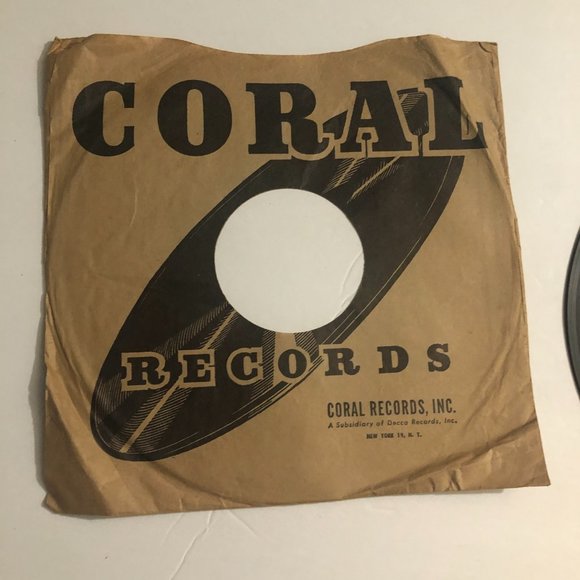 CORAL
RECORDS
CORAL RECORDS, INC.
A Subsidiary of Decca Records, Inc.
NEW YORK 19, N. Y.